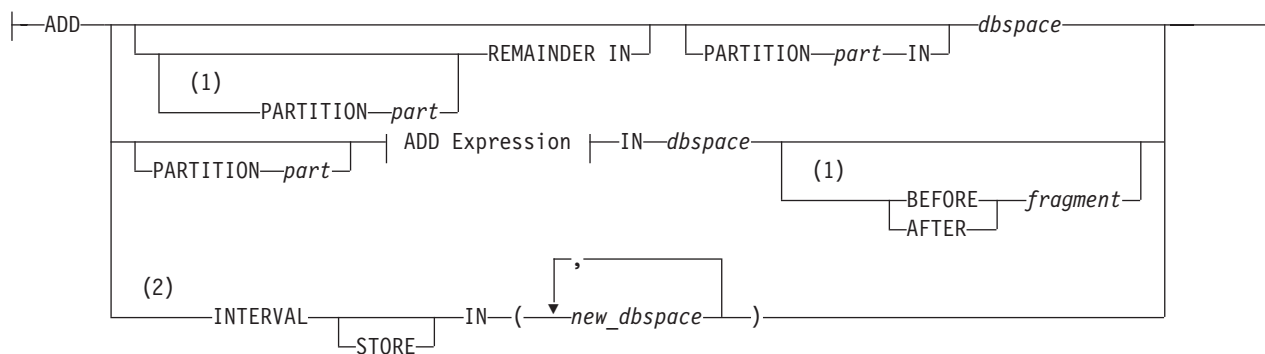 ADD dbspace
REMAINDER IN PARTITION part IN
(1)
PARTITION part
ADD Expression IN dbspace
PARTITION part (1)
BEFORE fragment
AFTER
,
(2)
INTERVAL IN ( new_dbspace )
STORE